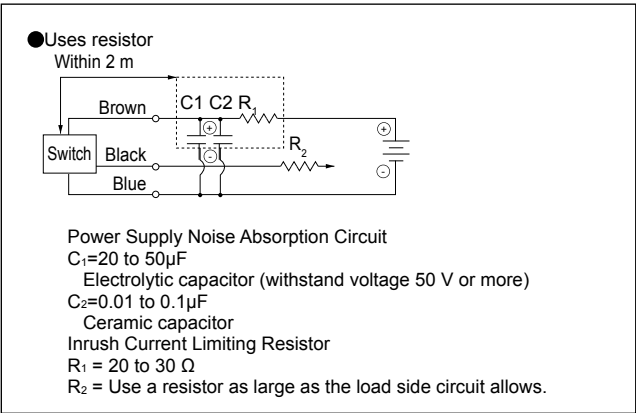 ●Uses resistor
Within 2 m
Brown
C1 C2 R₁
⊕
⊕
Switch
Black
⊖
R₂
⊖
Blue
Power Supply Noise Absorption Circuit
C₁=20 to 50μF
Electrolytic capacitor (withstand voltage 50 V or more)
C₂=0.01 to 0.1μF
Ceramic capacitor
Inrush Current Limiting Resistor
R₁ = 20 to 30 Ω
R₂ = Use a resistor as large as the load side circuit allows.